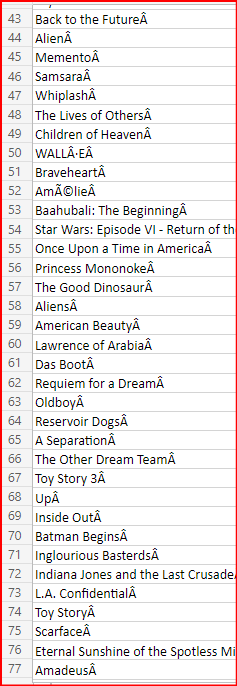 43 Back to the FutureÂ
44 AlienÂ
45 MementoÂ
46 SamsaraÂ
47 WhiplashÂ
48 The Lives of OthersÂ
49 Children of HeavenÂ
50 WALLÂ·EÂ
51 BraveheartÂ
52 AmÃ©lieÂ
53 Baahubali: The BeginningÂ
54 Star Wars: Episode VI - Return of th
55 Once Upon a Time in AmericaÂ
56 Princess MononokeÂ
57 The Good DinosaurÂ
58 AliensÂ
59 American BeautyÂ
60 Lawrence of ArabiaÂ
61 Das BootÂ
62 Requiem for a DreamÂ
63 OldboyÂ
64 Reservoir DogsÂ
65 A SeparationÂ
66 The Other Dream TeamÂ
67 Toy Story 3Â
68 UpÂ
69 Inside OutÂ
70 Batman BeginsÂ
71 Inglourious BasterdsÂ
72 Indiana Jones and the Last CrusadeÂ
73 L.A. ConfidentialÂ
74 Toy StoryÂ
75 ScarfaceÂ
76 Eternal Sunshine of the Spotless Mi
77 AmadeusÂ